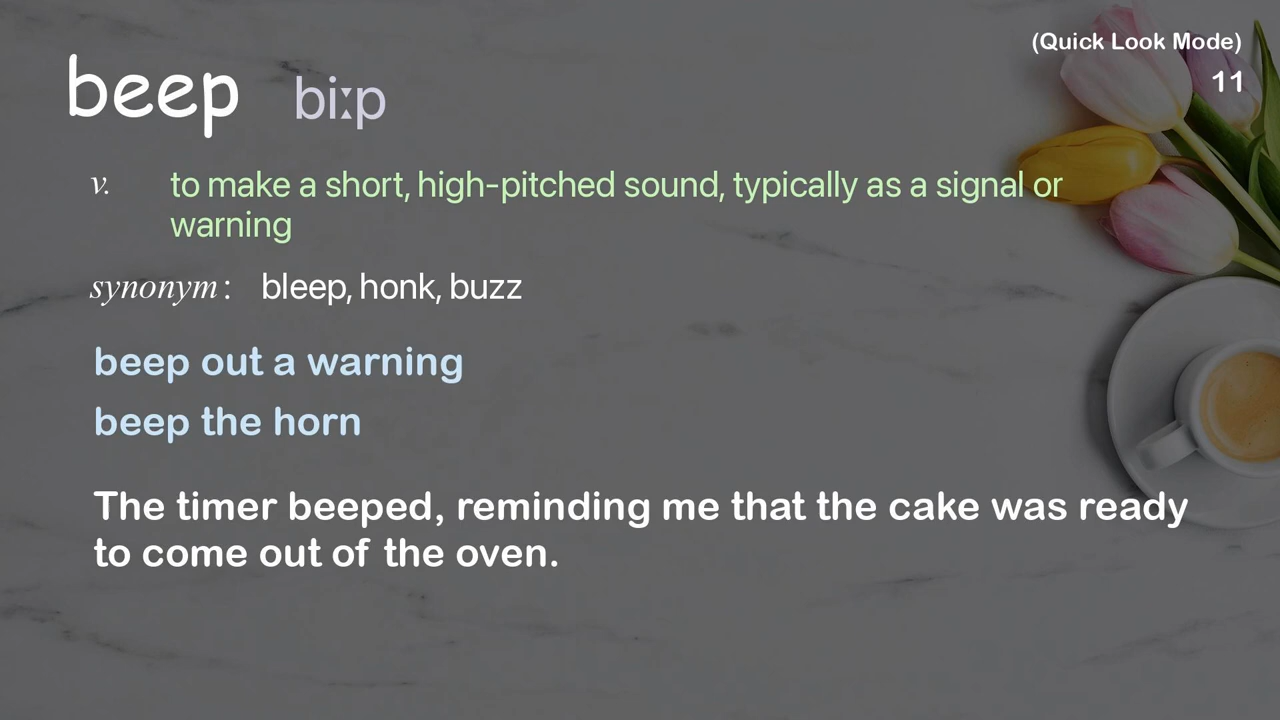 (Quick Look Mode)
11
beep biːp
v. to make a short, high-pitched sound, typically as a signal or
warning
synonym: bleep, honk, buzz
beep out a warning
beep the horn
The timer beeped, reminding me that the cake was ready
to come out of the oven.